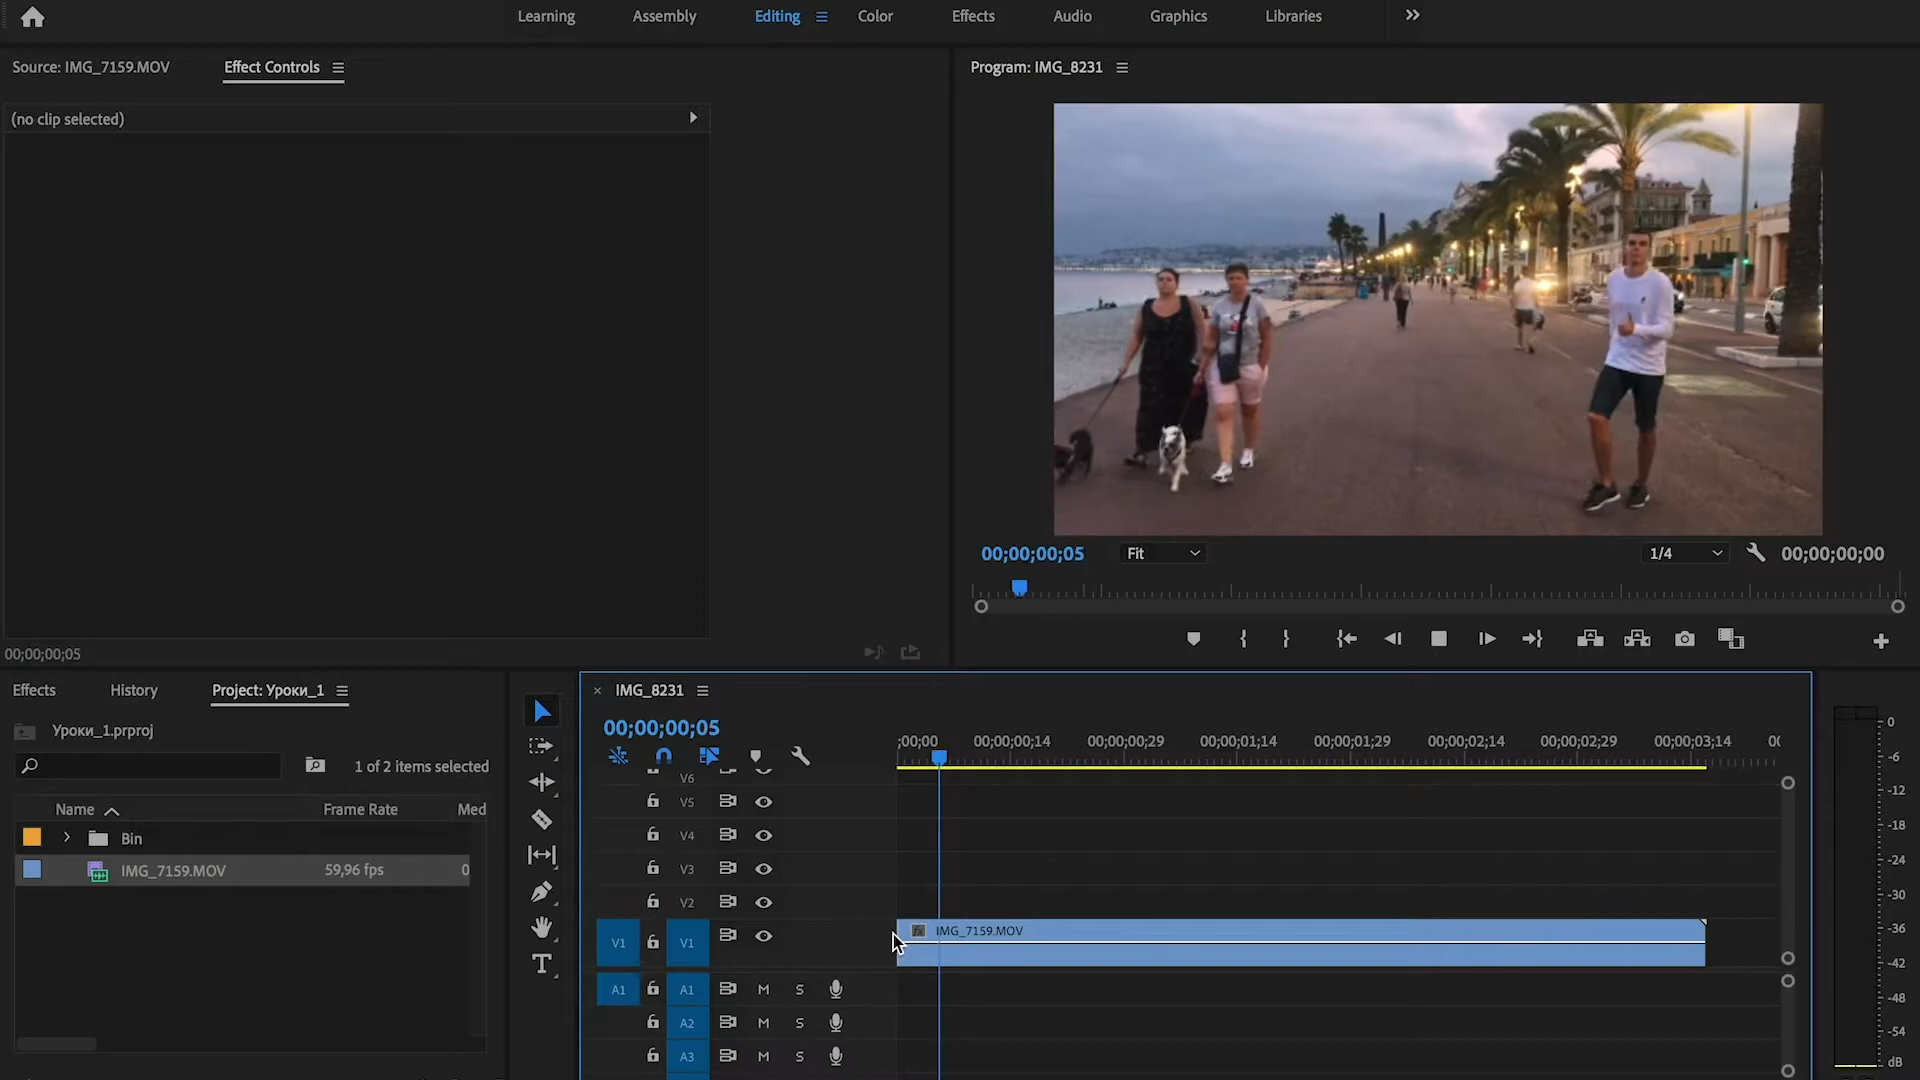 Learning Assembly Editing Color Effects Audio Graphics Libraries
Source: IMG_7159.MOV Effect Controls
Program: IMG_8231
(no clip selected)
00;00;00;05 Fit 1/4 00;00;00;00
00;00;00;05
Effects History Project: Уроки_1
Уроки_1.prproj
1 of 2 items selected
Name Frame Rate Med
Bin
IMG_7159.MOV 59,96 fps 0
IMG_8231
00;00;00;05
;00;00 00;00;00;14 00;00;00;29 00;00;01;14 00;00;01;29 00;00;02;14 00;00;02;29 00;00;03;14 00
V6
V5
V4
V3
V2
V1 V1 fx IMG_7159.MOV
A1 A1 M S
A2 M S
A3 M S
0
-6
-12
-18
-24
-30
-36
-42
-48
-54
dB